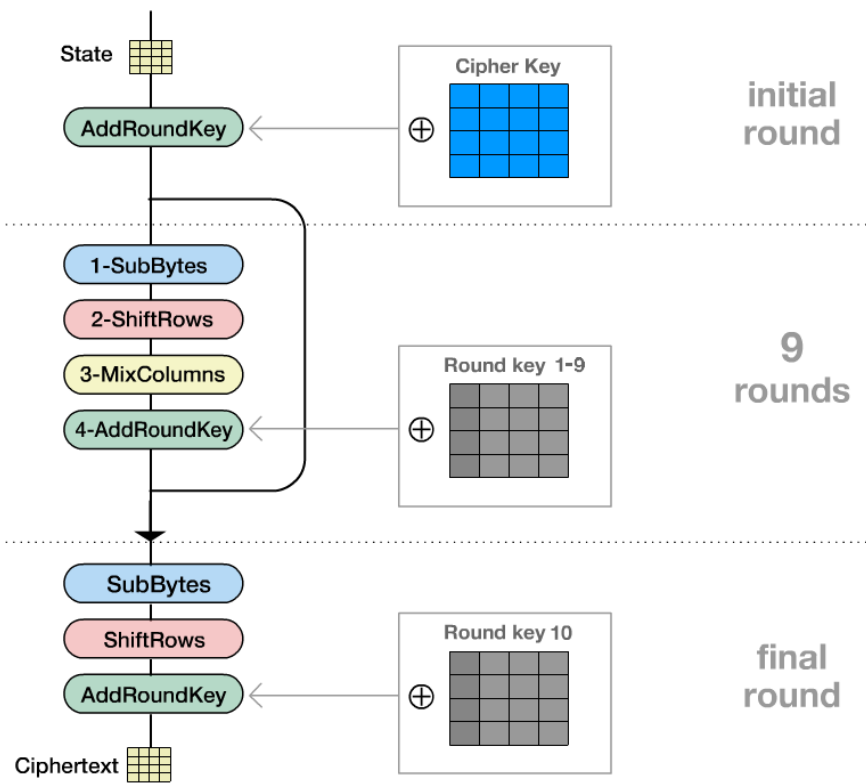 State
Cipher Key
initial
round
AddRoundKey
1-SubBytes
2-ShiftRows
3-MixColumns
4-AddRoundKey
Round key 1-9
9
rounds
SubBytes
ShiftRows
AddRoundKey
Round key 10
final
round
Ciphertext